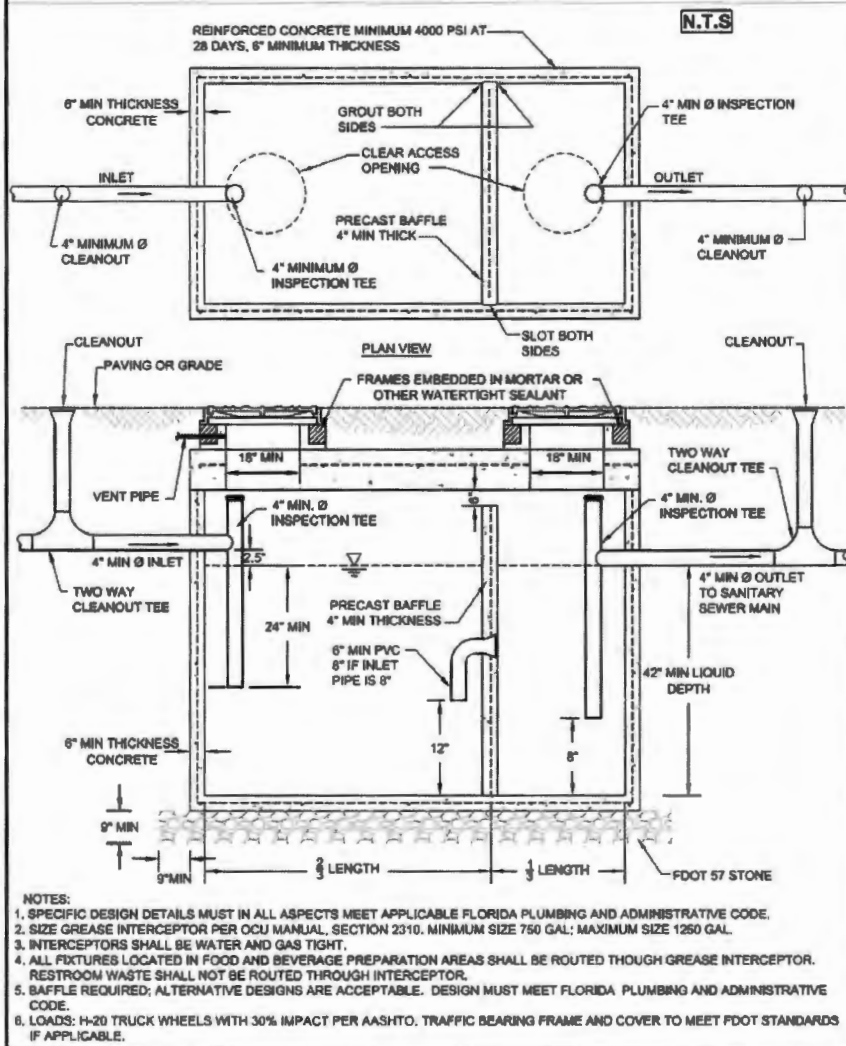 N.T.S
REINFORCED CONCRETE MINIMUM 4000 PSI AT
28 DAYS, 6" MINIMUM THICKNESS
6" MIN THICKNESS
CONCRETE
GROUT BOTH
SIDES
4" MIN Ø INSPECTION
TEE
CLEAR ACCESS
OPENING
INLET
OUTLET
PRECAST BAFFLE
4" MIN THICK
4" MINIMUM Ø
CLEANOUT
4" MINIMUM Ø
INSPECTION TEE
4" MINIMUM Ø
CLEANOUT
SLOT BOTH
SIDES
PLAN VIEW
CLEANOUT
CLEANOUT
PAVING OR GRADE
FRAMES EMBEDDED IN MORTAR OR
OTHER WATERTIGHT SEALANT
18" MIN
18" MIN
TWO WAY
CLEANOUT TEE
VENT PIPE
6"
4" MIN. Ø
INSPECTION TEE
4" MIN. Ø
INSPECTION TEE
4" MIN Ø INLET
2.5"
TWO WAY
CLEANOUT TEE
4" MIN Ø OUTLET
TO SANITARY
SEWER MAIN
PRECAST BAFFLE
4" MIN THICKNESS
24" MIN
6" MIN PVC
8" IF INLET
PIPE IS 8"
42" MIN LIQUID
DEPTH
6" MIN THICKNESS
CONCRETE
12"
8"
9" MIN
9"MIN
2/3 LENGTH
1/3 LENGTH
FDOT 57 STONE
NOTES:
1. SPECIFIC DESIGN DETAILS MUST IN ALL ASPECTS MEET APPLICABLE FLORIDA PLUMBING AND ADMINISTRATIVE CODE.
2. SIZE GREASE INTERCEPTOR PER OCU MANUAL, SECTION 2310. MINIMUM SIZE 750 GAL; MAXIMUM SIZE 1250 GAL.
3. INTERCEPTORS SHALL BE WATER AND GAS TIGHT.
4. ALL FIXTURES LOCATED IN FOOD AND BEVERAGE PREPARATION AREAS SHALL BE ROUTED THOUGH GREASE INTERCEPTOR.
RESTROOM WASTE SHALL NOT BE ROUTED THROUGH INTERCEPTOR.
5. BAFFLE REQUIRED; ALTERNATIVE DESIGNS ARE ACCEPTABLE. DESIGN MUST MEET FLORIDA PLUMBING AND ADMINISTRATIVE
CODE.
6. LOADS: H-20 TRUCK WHEELS WITH 30% IMPACT PER AASHTO. TRAFFIC BEARING FRAME AND COVER TO MEET FDOT STANDARDS
IF APPLICABLE.